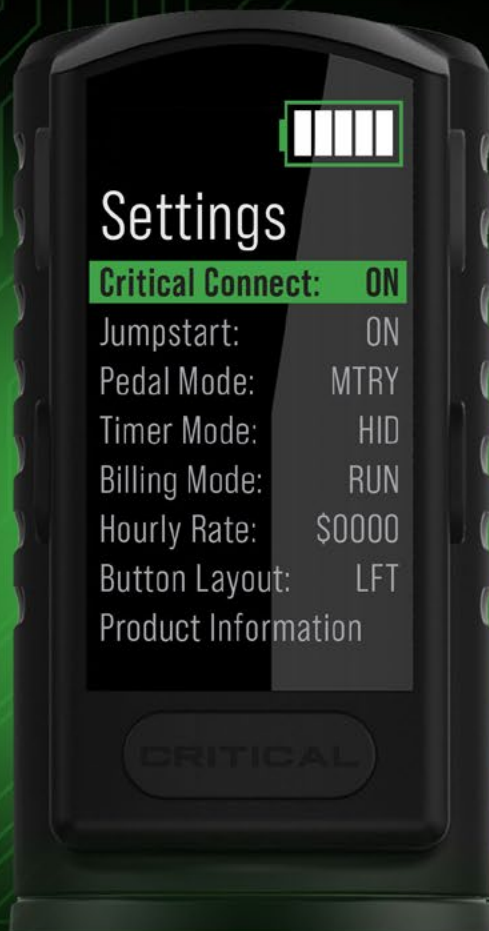 Settings
Critical Connect: ON
Jumpstart: ON
Pedal Mode: MTRY
Timer Mode: HID
Billing Mode: RUN
Hourly Rate: $0000
Button Layout: LFT
Product Information
CRITICAL